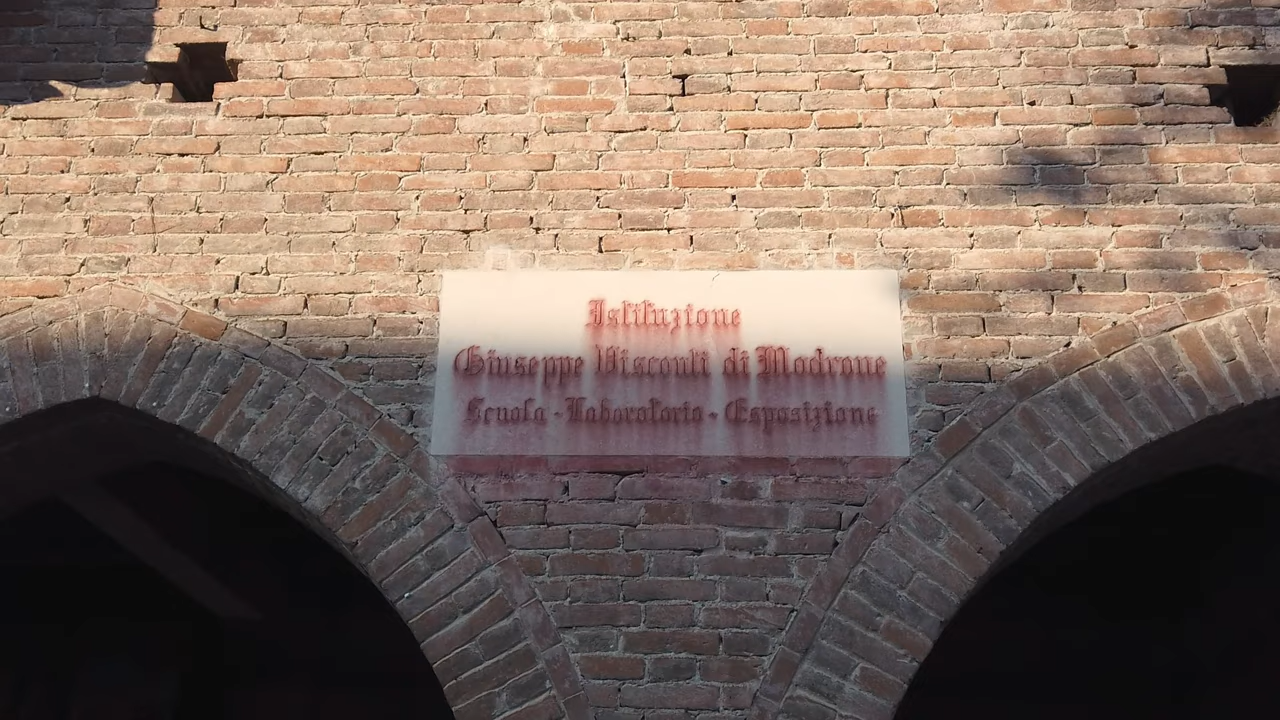 Istituzione
Giuseppe Visconti di Modrone
Scuola - Laboratorio - Esposizione